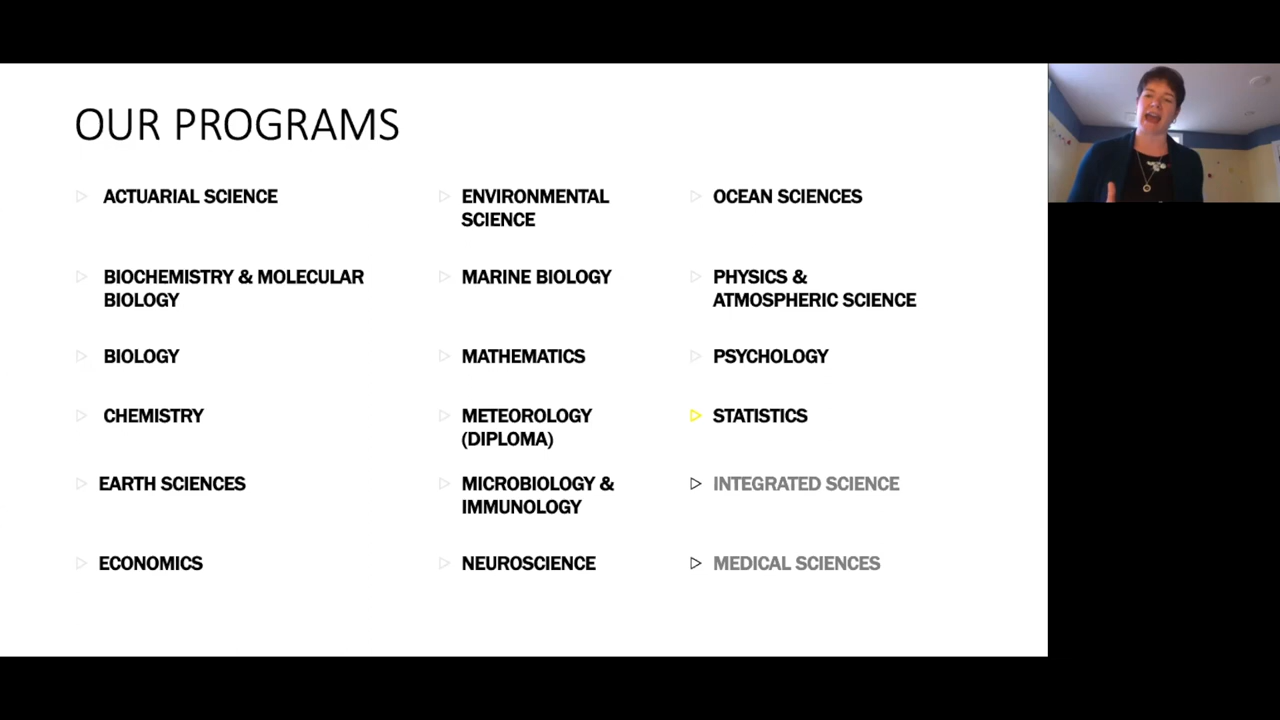 OUR PROGRAMS
ACTUARIAL SCIENCE
BIOCHEMISTRY & MOLECULAR
BIOLOGY
BIOLOGY
CHEMISTRY
EARTH SCIENCES
ECONOMICS
ENVIRONMENTAL
SCIENCE
MARINE BIOLOGY
MATHEMATICS
METEOROLOGY
(DIPLOMA)
MICROBIOLOGY &
IMMUNOLOGY
NEUROSCIENCE
OCEAN SCIENCES
PHYSICS &
ATMOSPHERIC SCIENCE
PSYCHOLOGY
STATISTICS
INTEGRATED SCIENCE
MEDICAL SCIENCES